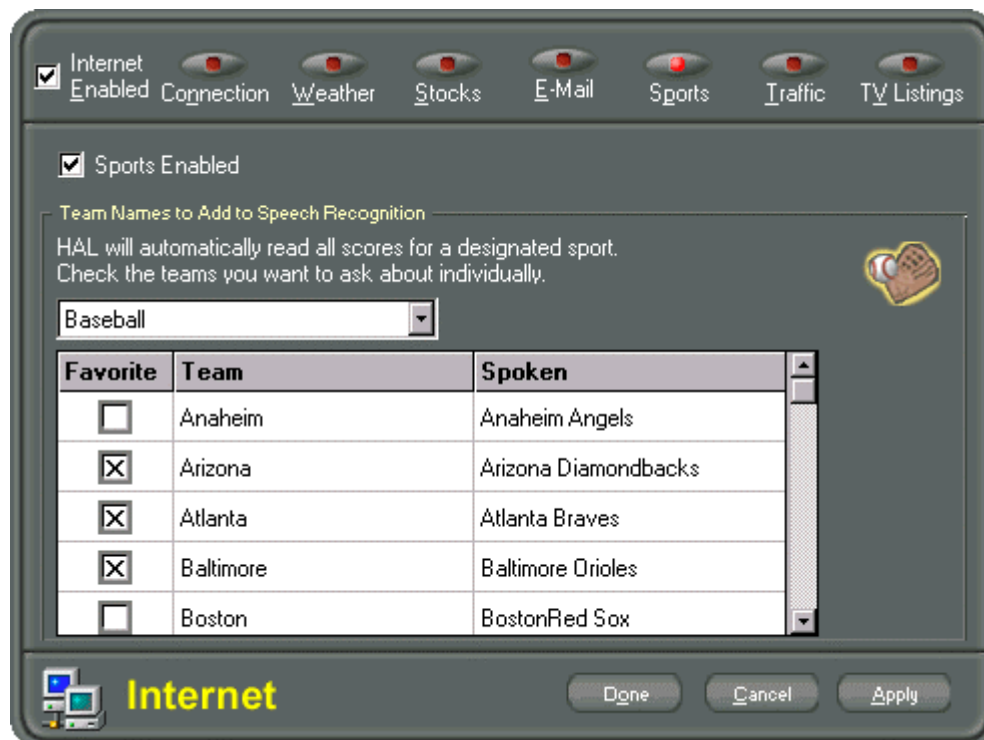 Internet
Enabled
Connection
Weather
Stocks
E-Mail
Sports
Traffic
TV Listings
Sports Enabled
Team Names to Add to Speech Recognition
HAL will automatically read all scores for a designated sport.
Check the teams you want to ask about individually.
Baseball
Favorite Team Spoken
Anaheim Anaheim Angels
Arizona Arizona Diamondbacks
Atlanta Atlanta Braves
Baltimore Baltimore Orioles
Boston BostonRed Sox
Internet
Done
Cancel
Apply